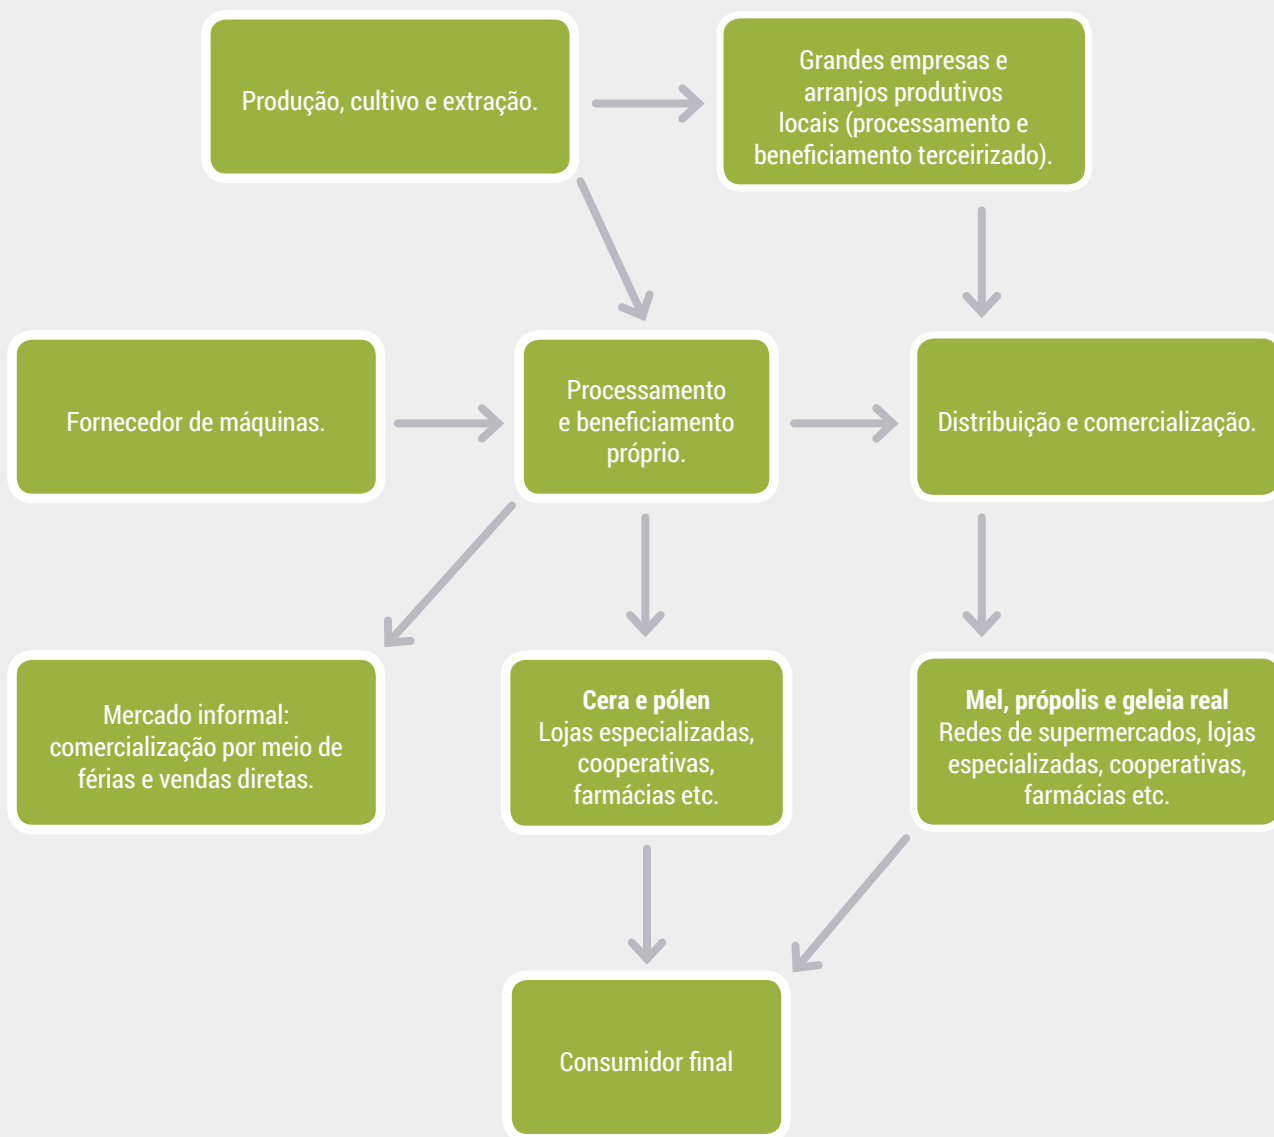 Produção, cultivo e extração.
Grandes empresas e
arranjos produtivos
locais (processamento e
beneficiamento terceirizado).
Fornecedor de máquinas.
Processamento
e beneficiamento
próprio.
Distribuição e comercialização.
Mercado informal:
comercialização por meio de
férias e vendas diretas.
Cera e pólen
Lojas especializadas,
cooperativas,
farmácias etc.
Mel, própolis e geleia real
Redes de supermercados, lojas
especializadas, cooperativas,
farmácias etc.
Consumidor final